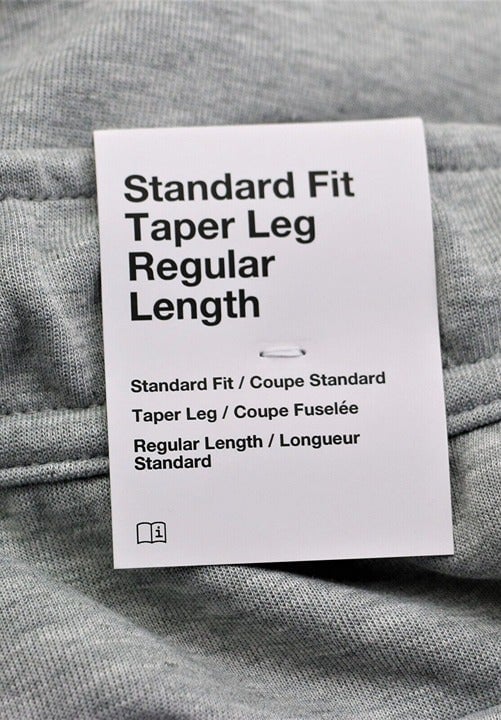 Standard Fit
Taper Leg
Regular
Length
Standard Fit / Coupe Standard
Taper Leg / Coupe Fuselée
Regular Length / Longueur
Standard
i